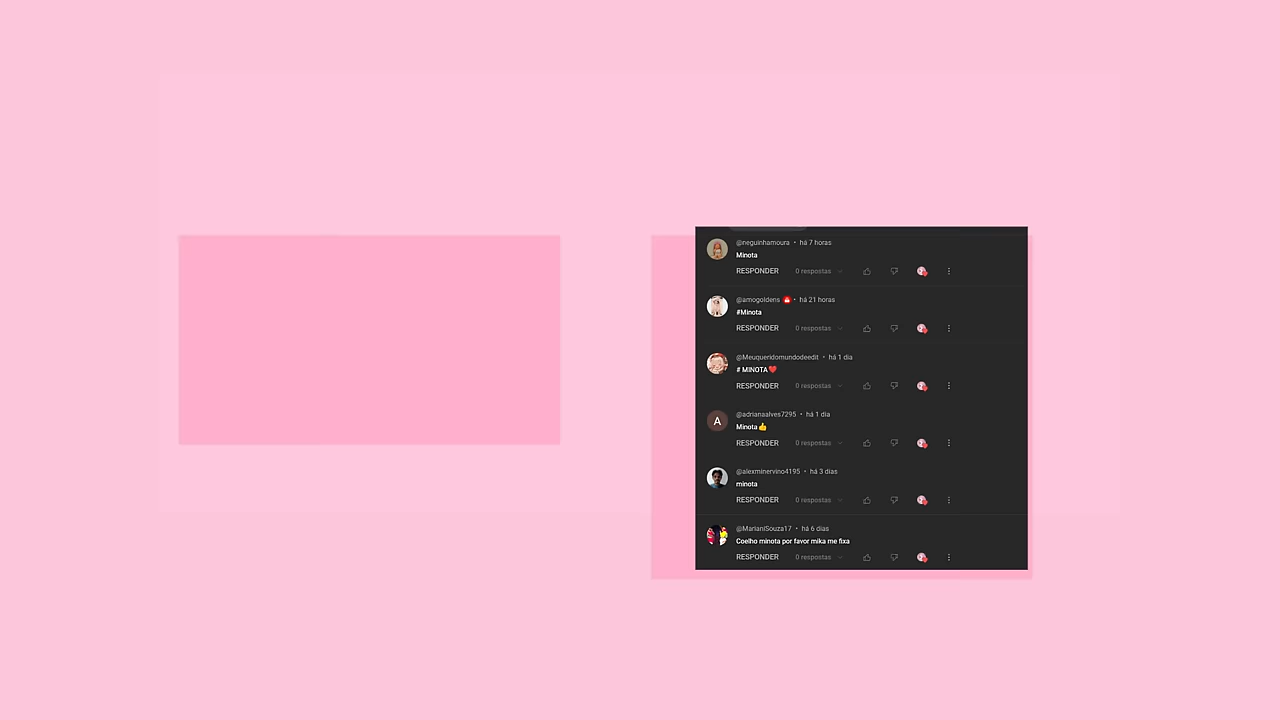 @neguinhamoura • há 7 horas
Minota
RESPONDER 0 respostas
@amogoldens • há 21 horas
#Minota
RESPONDER 0 respostas
@Meuqueridomundodeedit • há 1 dia
# MINOTA❤️
RESPONDER 0 respostas
A
@adrianaalves7295 • há 1 dia
Minota👍
RESPONDER 0 respostas
@alexminervino4195 • há 3 dias
minota
RESPONDER 0 respostas
@MarianiSouza17 • há 6 dias
Coelho minota por favor mika me fixa
RESPONDER 0 respostas